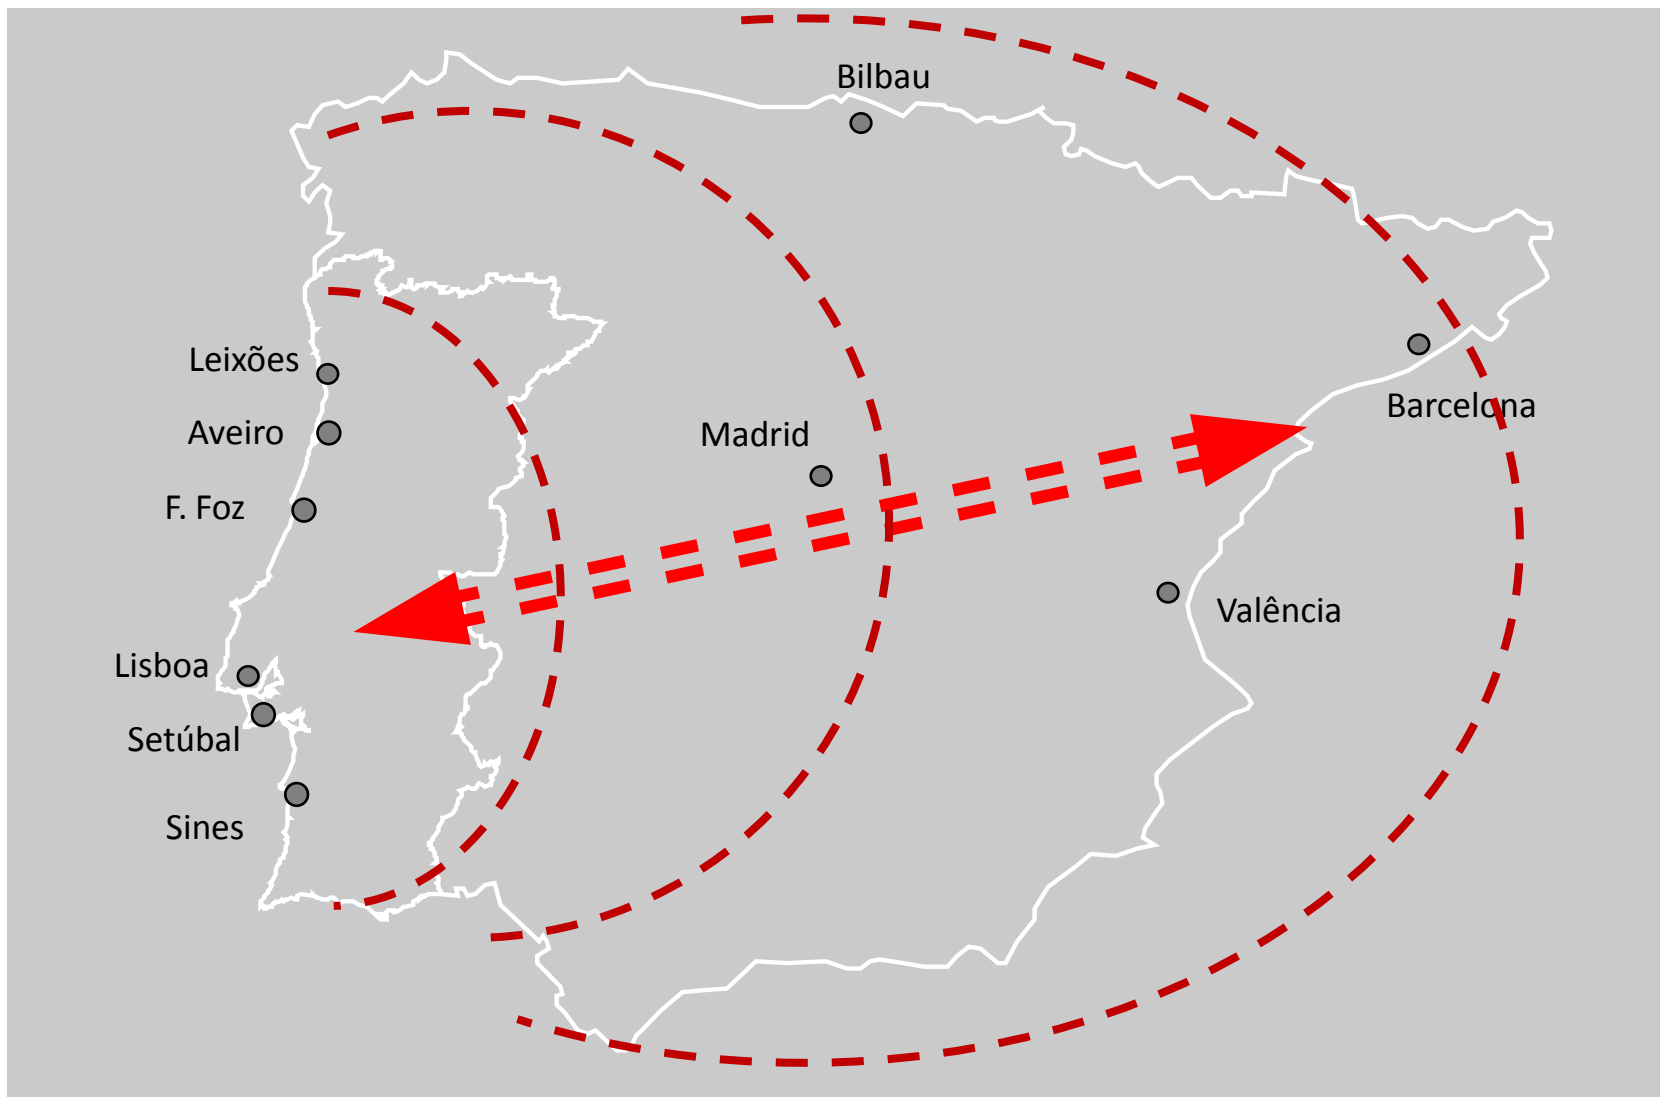 Bilbau
Leixões
Barcelona
Aveiro
Madrid
F. Foz
Valência
Lisboa
Setúbal
Sines